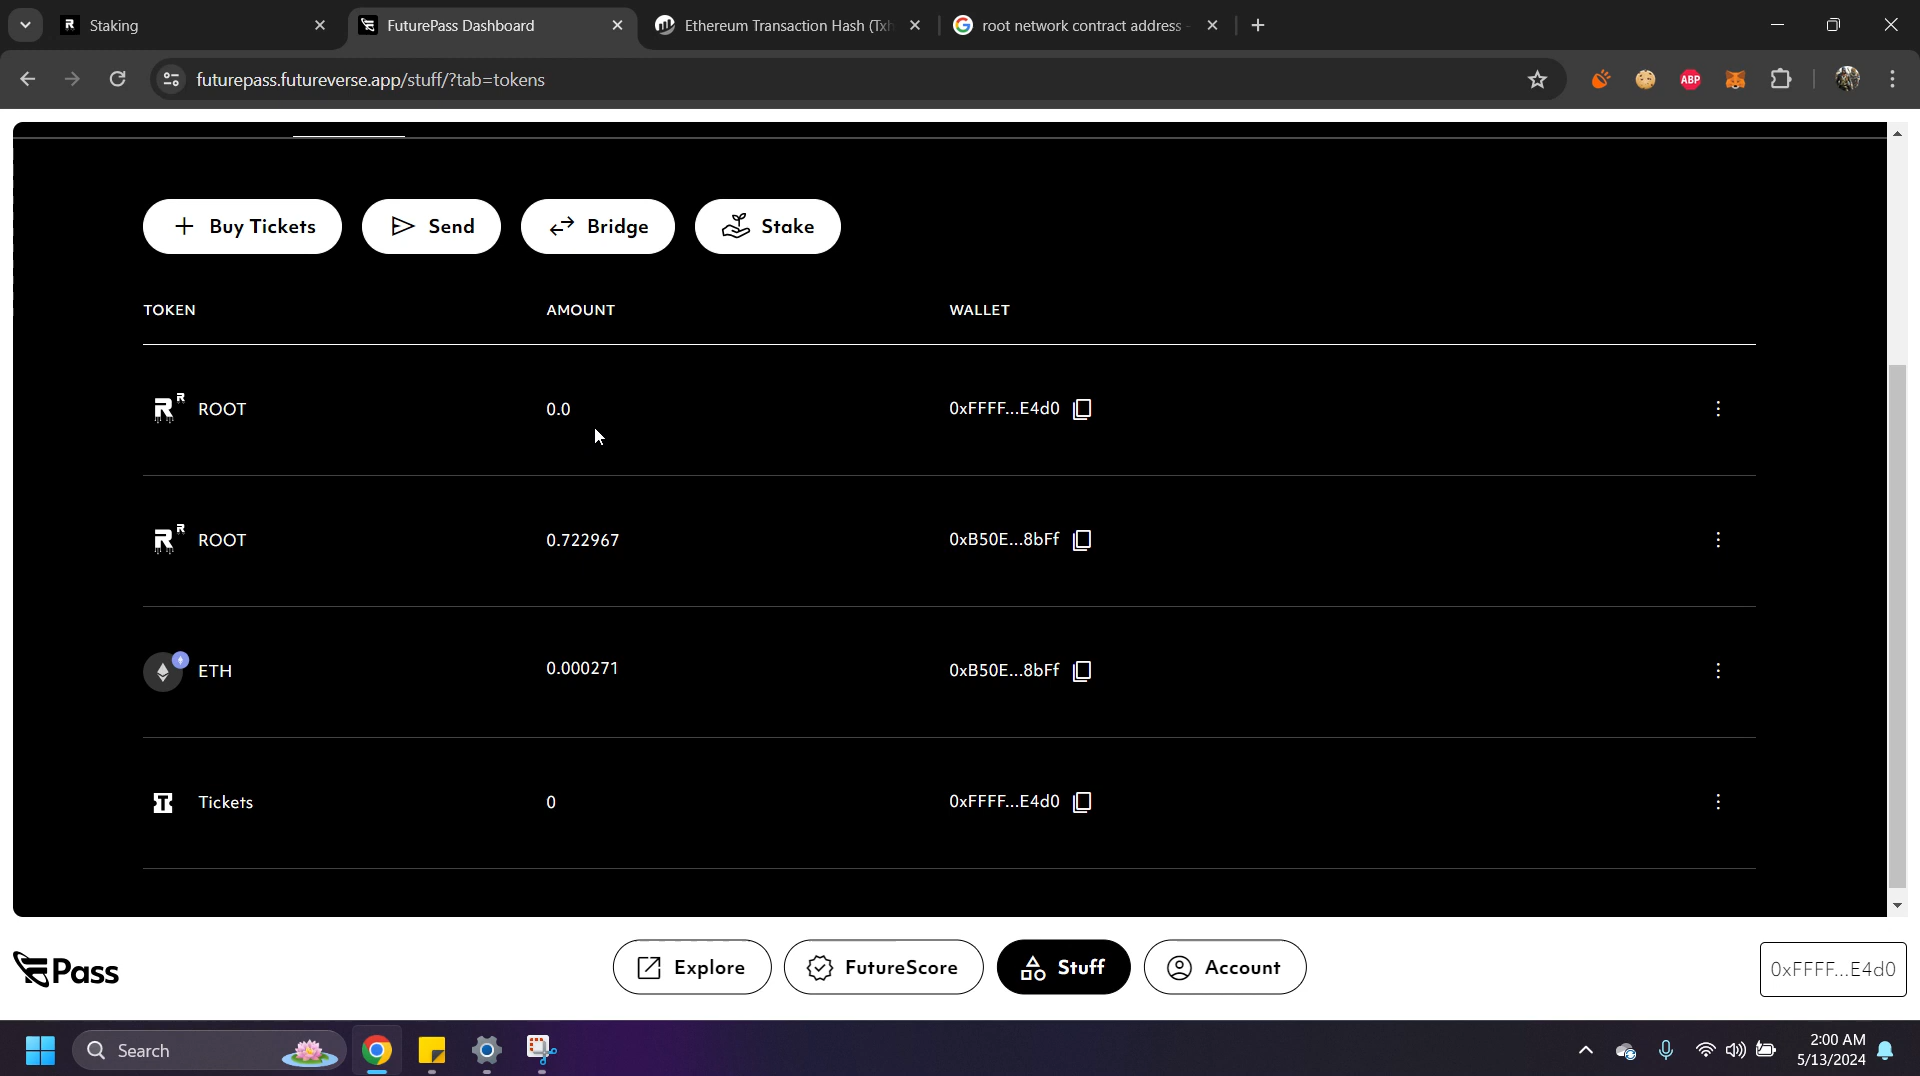 Staking
FuturePass Dashboard
Ethereum Transaction Hash (Txh
root network contract address -
futurepass.futureverse.app/stuff/?tab=tokens
ABP
Buy Tickets
Send
Bridge
Stake
TOKEN AMOUNT WALLET
ROOT 0.0 0xFFFF...E4d0
ROOT 0.722967 0xB50E...8bFf
ETH 0.000271 0xB50E...8bFf
Tickets 0 0xFFFF...E4d0
Pass
Explore
FutureScore
Stuff
Account
0xFFFF...E4d0
Search
2:00 AM
5/13/2024